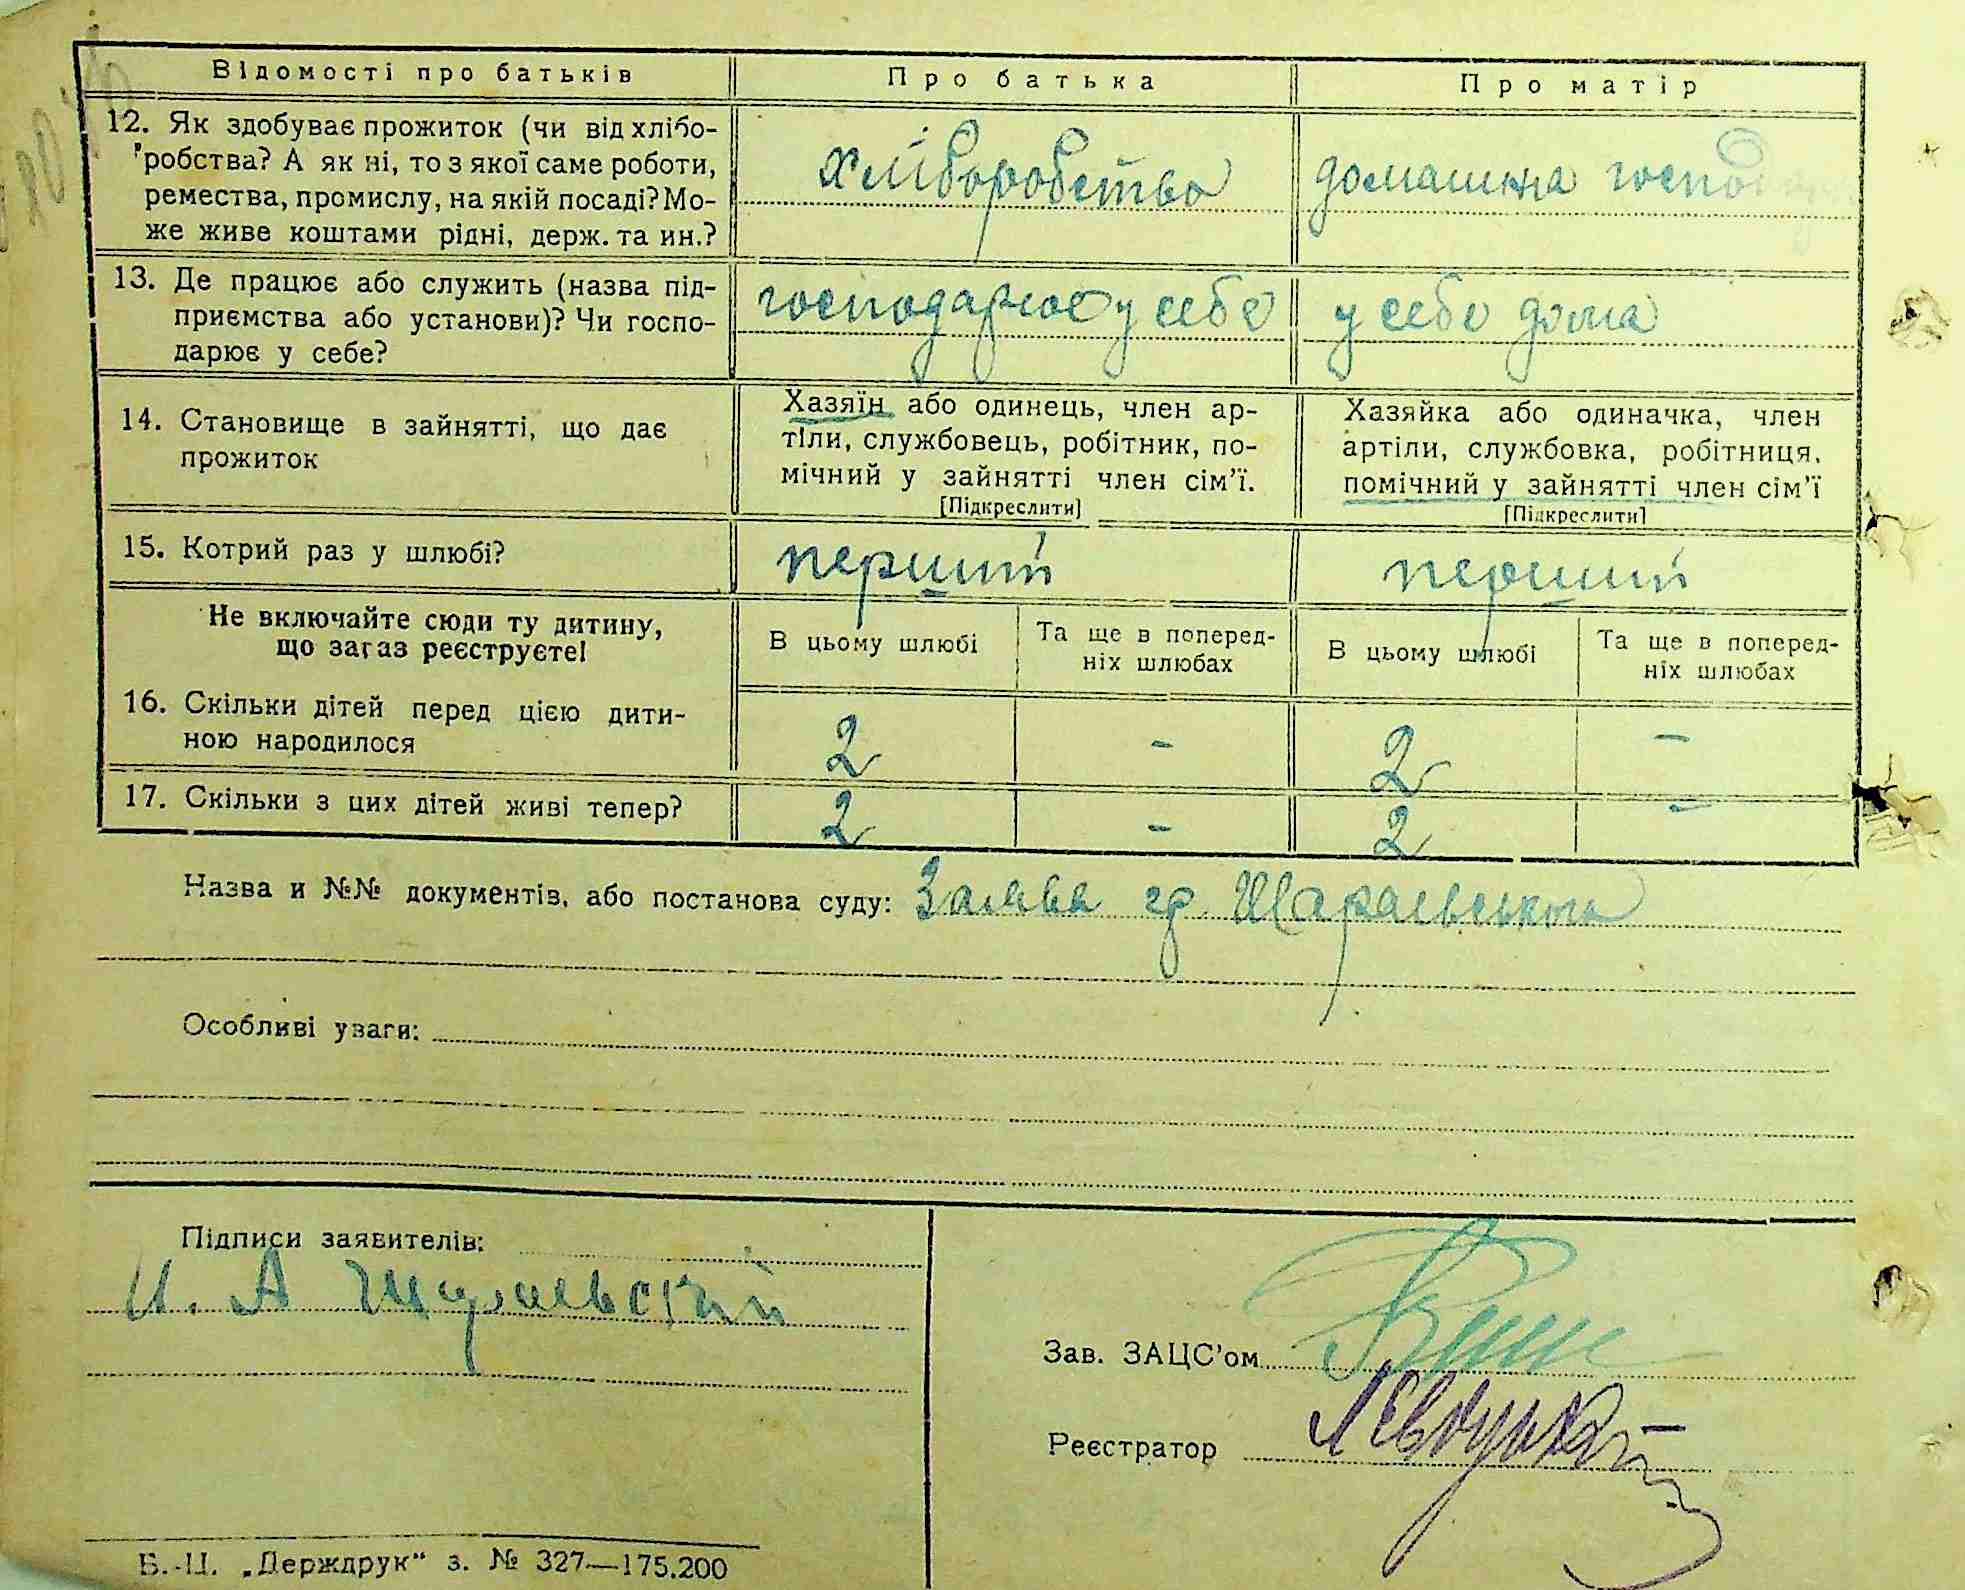 Відомості про батьків
Про батька
Про матір
12. Як здобуває прожиток (чи від хлібо-
робства? А як ні, то з якої саме роботи,
ремества, промислу, на якій посаді? Мо-
же живе коштами рідні, держ. та ин.?
хліборобство
домашна господ
13. Де працює або служить (назва під-
приємства або установи)? Чи госпо-
дарює у себе?
господарює у себе
у себе дома
14. Становище в зайнятті, що дає
прожиток
Хазяїн або одинець, член ар-
тіли, службовець, робітник, по-
мічний у зайнятті член сім'ї.
[Підкреслити]
Хазяйка або одиначка, член
артіли, службовка, робітниця,
помічний у зайнятті член сім'ї
[Підкреслити]
15. Котрий раз у шлюбі?
перший
перший
Не включайте сюди ту дитину,
що зараз реєструєте!
В цьому шлюбі
Та ще в поперед-
ніх шлюбах
В цьому шлюбі
Та ще в поперед-
ніх шлюбах
16. Скільки дітей перед цією дити-
ною народилося
2 - 2 -
17. Скільки з цих дітей живі тепер?
2 - 2 -
Назва и №№ документів, або постанова суду: Заява гр.
Особливі уваги:
Підписи заявителів:
А
Зав. ЗАЦС'ом
Реєстратор
Б.-Ц. „Держдрук" з. № 327—175.200